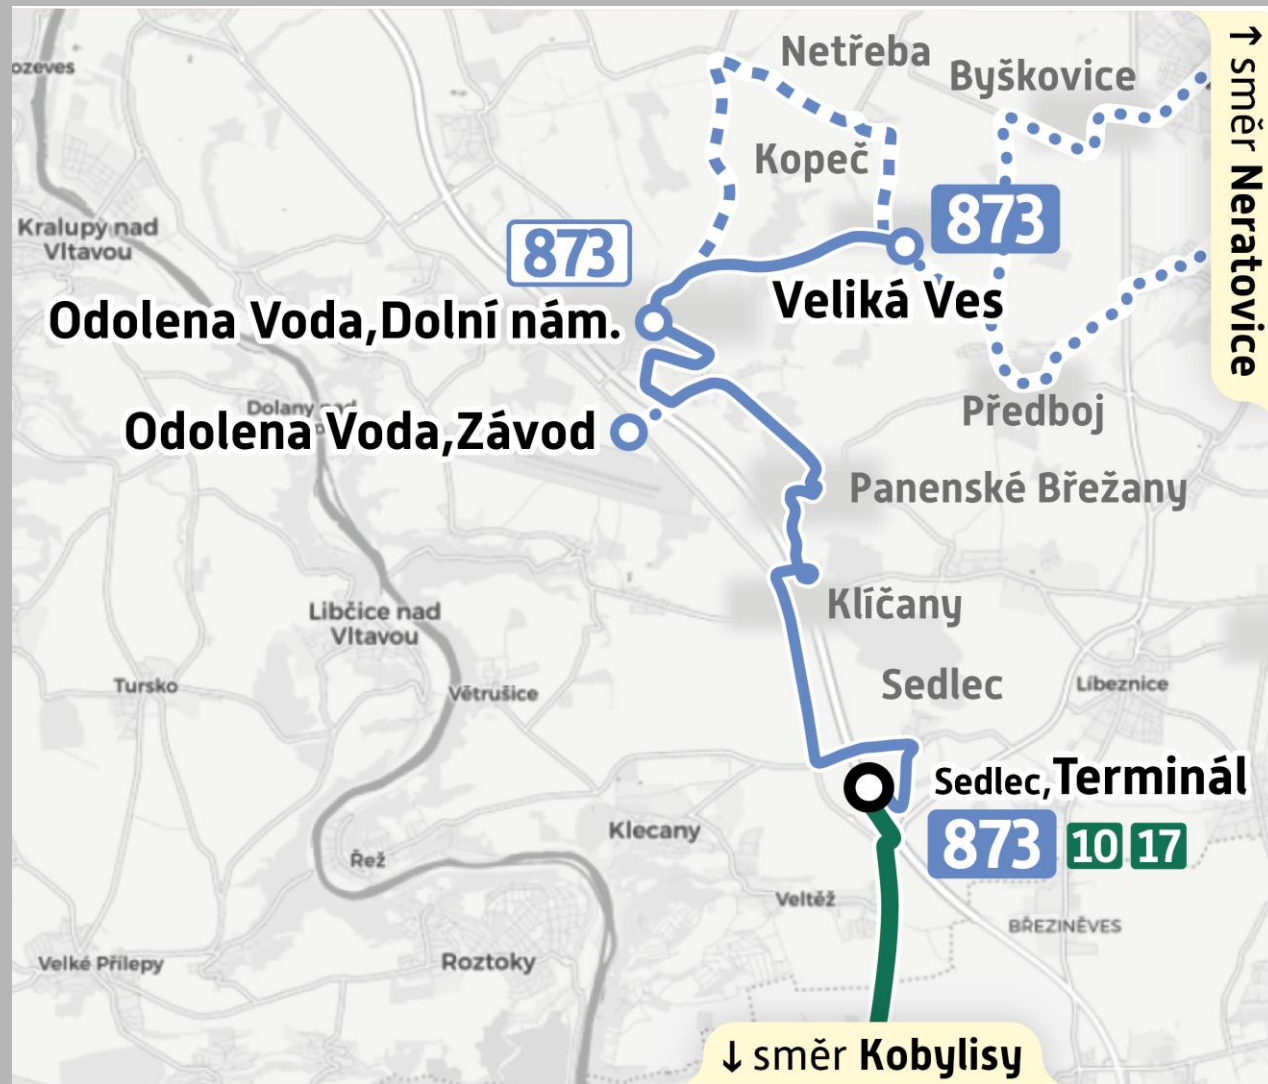 Netřeba
Byškovice
↑ směr Neratovice
ozeves
Kopeč
873
Kralupy nad
Vltavou
873
Veliká Ves
Odolena Voda,Dolní nám.
Dolany nad
Předboj
Odolena Voda,Závod
Panenské Břežany
Klíčany
Libčice nad
Vltavou
Sedlec
Tursko
Větrušice
Líbeznice
Sedlec,Terminál
873 10 17
Klecany
Řež
Veltěž
BŘEZINĚVES
Velké Přílepy
Roztoky
↓ směr Kobylisy